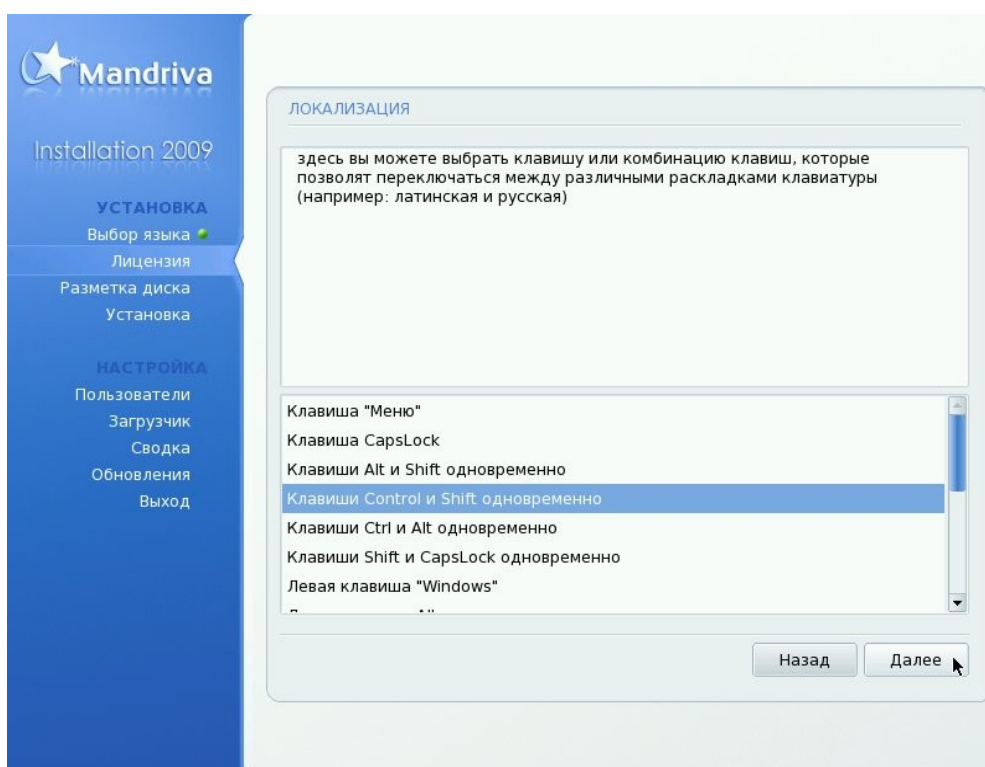 Mandriva
Installation 2009
УСТАНОВКА
Выбор языка
Лицензия
Разметка диска
Установка
НАСТРОЙКА
Пользователи
Загрузчик
Сводка
Обновления
Выход
ЛОКАЛИЗАЦИЯ
здесь вы можете выбрать клавишу или комбинацию клавиш, которые
позволят переключаться между различными раскладками клавиатуры
(например: латинская и русская)
Клавиша "Меню"
Клавиша CapsLock
Клавиши Alt и Shift одновременно
Клавиши Control и Shift одновременно
Клавиши Ctrl и Alt одновременно
Клавиши Shift и CapsLock одновременно
Левая клавиша "Windows"
Назад
Далее